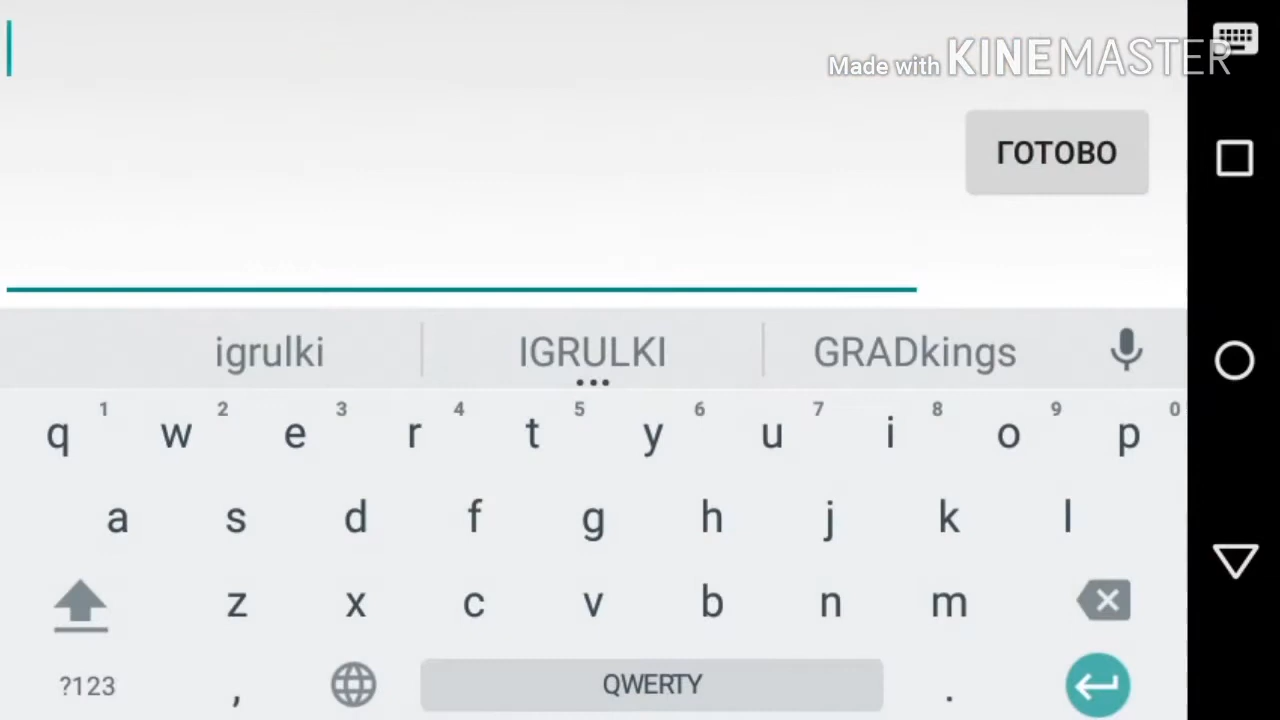 Made with KINEMASTER
ГОТОВО
igrulki IGRULKI GRADkings
1 2 3 4 5 6 7 8 9 0
q w e r t y u i o p
a s d f g h j k l
z x c v b n m
?123 , QWERTY .